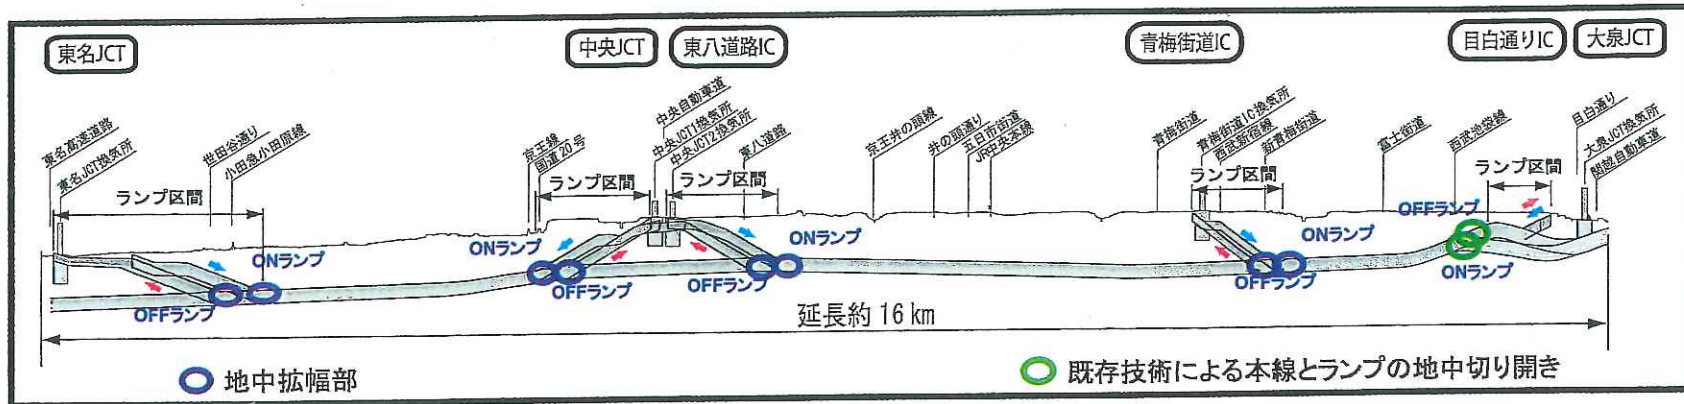 東名JCT
中央JCT
東八道路IC
青梅街道IC
目白通りIC
大泉JCT
東名高速道路
東名JCT換気所
世田谷通り
小田急小田原線
京王線
国道20号
中央自動車道
中央JCT1換気所
中央JCT2換気所
東八道路
京王井の頭線
井の頭通り
五日市街道
JR中央本線
青梅街道
青梅街道IC換気所
西武新宿線
新青梅街道
富士街道
西武池袋線
目白通り
大泉JCT換気所
関越自動車道
ランプ区間
ランプ区間
ランプ区間
ランプ区間
ランプ区間
ONランプ
OFFランプ
ONランプ
OFFランプ
ONランプ
OFFランプ
ONランプ
OFFランプ
OFFランプ
ONランプ
延長約16km
地中拡幅部
既存技術による本線とランプの地中切り開き